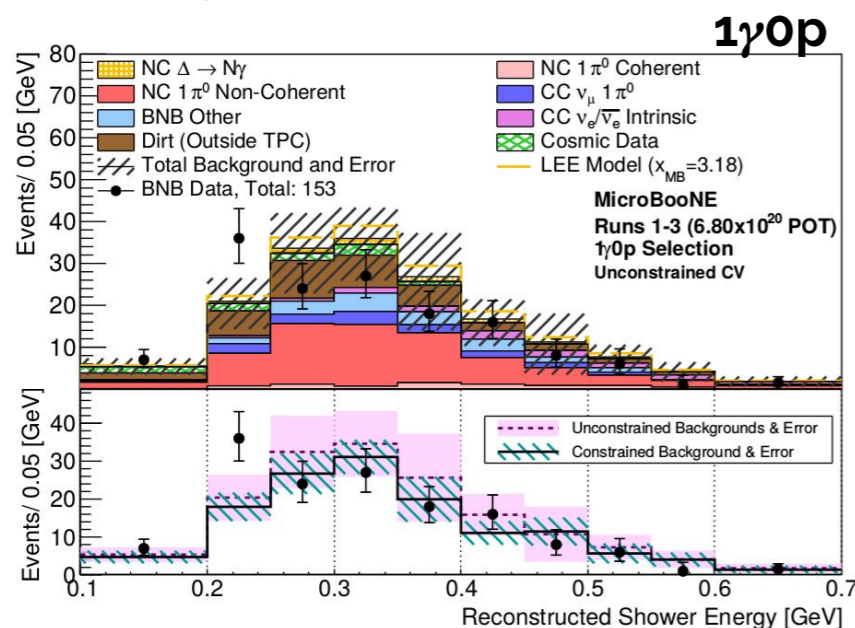 1γ0p
Events/ 0.05 [GeV]
80
70
60
50
40
30
20
10
NC Δ → Nγ
NC 1π⁰ Non-Coherent
BNB Other
Dirt (Outside TPC)
Total Background and Error
BNB Data, Total: 153
NC 1π⁰ Coherent
CC ν_μ 1π⁰
CC ν_e/ν̅_e Intrinsic
Cosmic Data
LEE Model (x_MB=3.18)
MicroBooNE
Runs 1-3 (6.80x10²⁰ POT)
1γ0p Selection
Unconstrained CV
Events/ 0.05 [GeV]
40
30
20
10
0
Unconstrained Backgrounds & Error
Constrained Background & Error
0.1 0.2 0.3 0.4 0.5 0.6 0.7
Reconstructed Shower Energy [GeV]